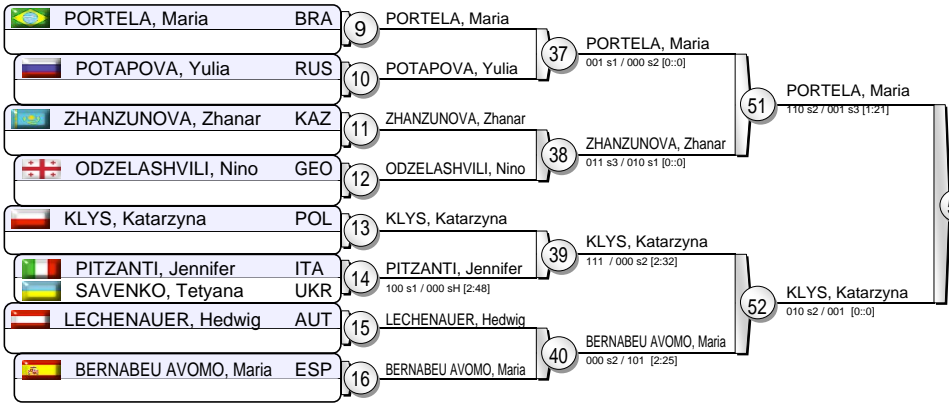 PORTELA, Maria BRA
POTAPOVA, Yulia RUS
ZHANZUNOVA, Zhanar KAZ
ODZELASHVILI, Nino GEO
KLYS, Katarzyna POL
PITZANTI, Jennifer ITA
SAVENKO, Tetyana UKR
LECHENAUER, Hedwig AUT
BERNABEU AVOMO, Maria ESP
9
10
11
12
13
14
15
16
PORTELA, Maria
POTAPOVA, Yulia
ZHANZUNOVA, Zhanar
ODZELASHVILI, Nino
KLYS, Katarzyna
PITZANTI, Jennifer
100 s1 / 000 sH [2:48]
LECHENAUER, Hedwig
BERNABEU AVOMO, Maria
37
38
39
40
PORTELA, Maria
001 s1 / 000 s2 [0::0]
ZHANZUNOVA, Zhanar
011 s3 / 010 s1 [0::0]
KLYS, Katarzyna
111 / 000 s2 [2:32]
BERNABEU AVOMO, Maria
000 s2 / 101 [2:25]
51
52
PORTELA, Maria
110 s2 / 001 s3 [1:21]
KLYS, Katarzyna
010 s2 / 001 [0::0]